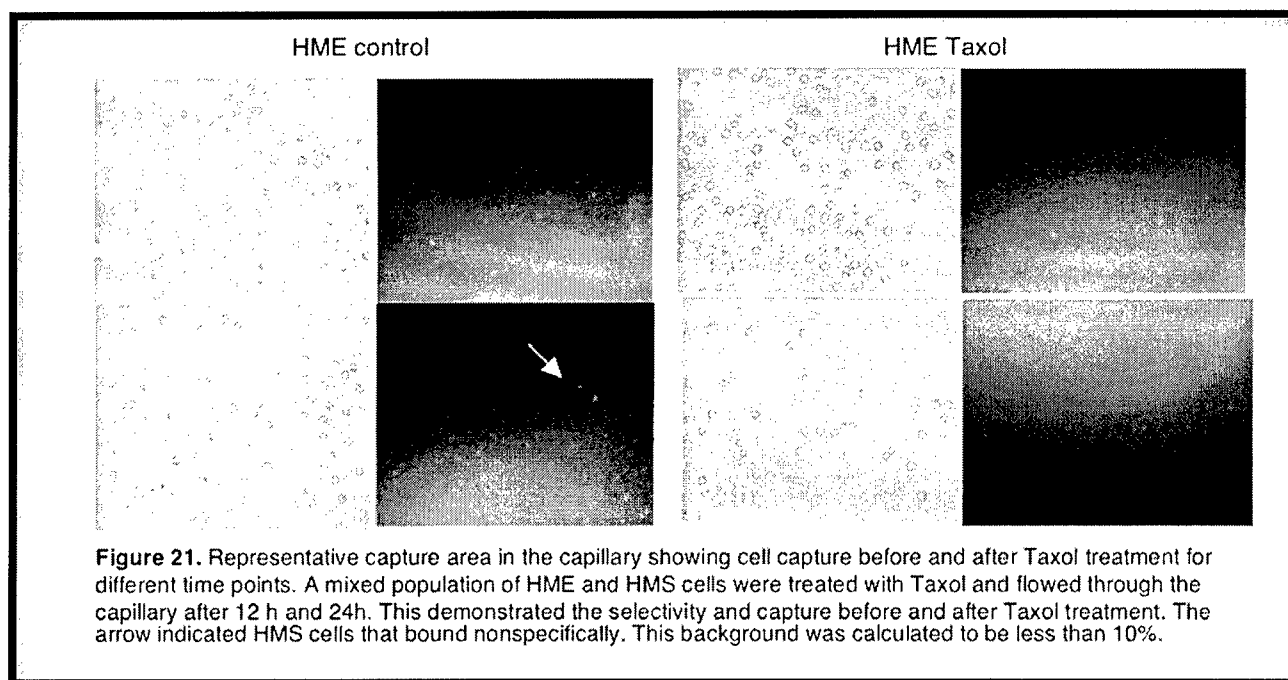 HME control
HME Taxol
Figure 21. Representative capture area in the capillary showing cell capture before and after Taxol treatment for
different time points. A mixed population of HME and HMS cells were treated with Taxol and flowed through the
capillary after 12 h and 24h. This demonstrated the selectivity and capture before and after Taxol treatment. The
arrow indicated HMS cells that bound nonspecifically. This background was calculated to be less than 10%.